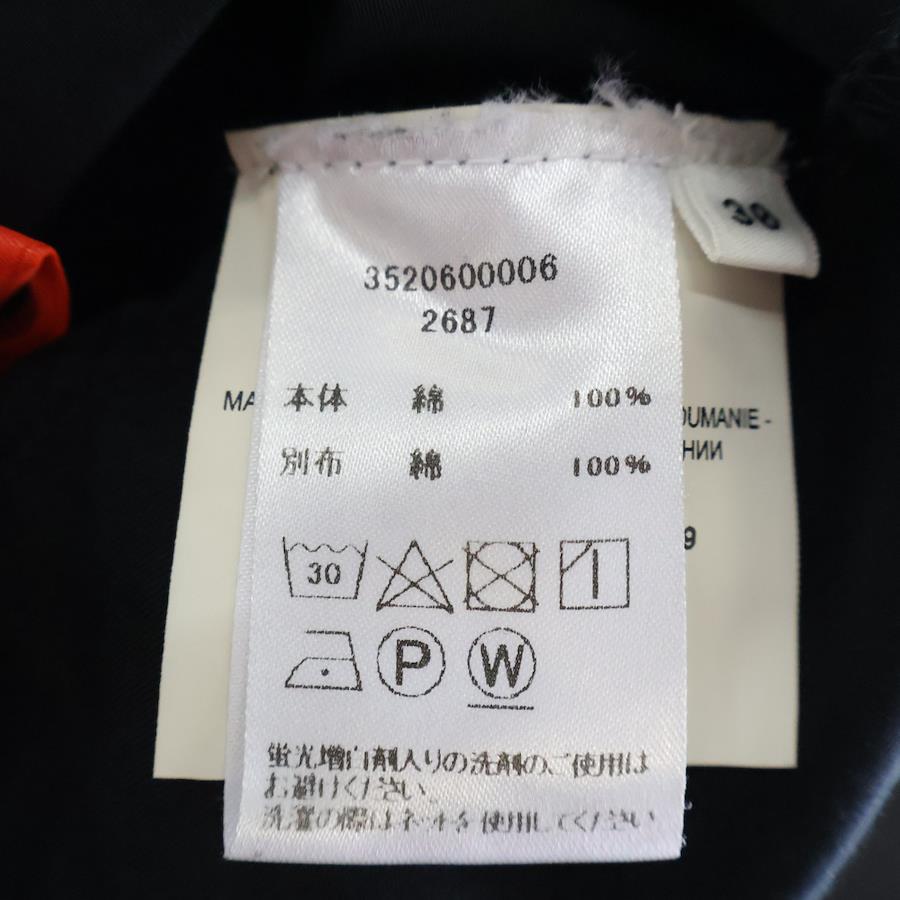 38
3520600006
2687
本体 綿 100%
MA OUMANIE -
別布 綿 100%
НИИ
9
30
P W
蛍光増白剤入りの洗剤のご使用は
お避けください。
洗濯の際はネットを使用してください